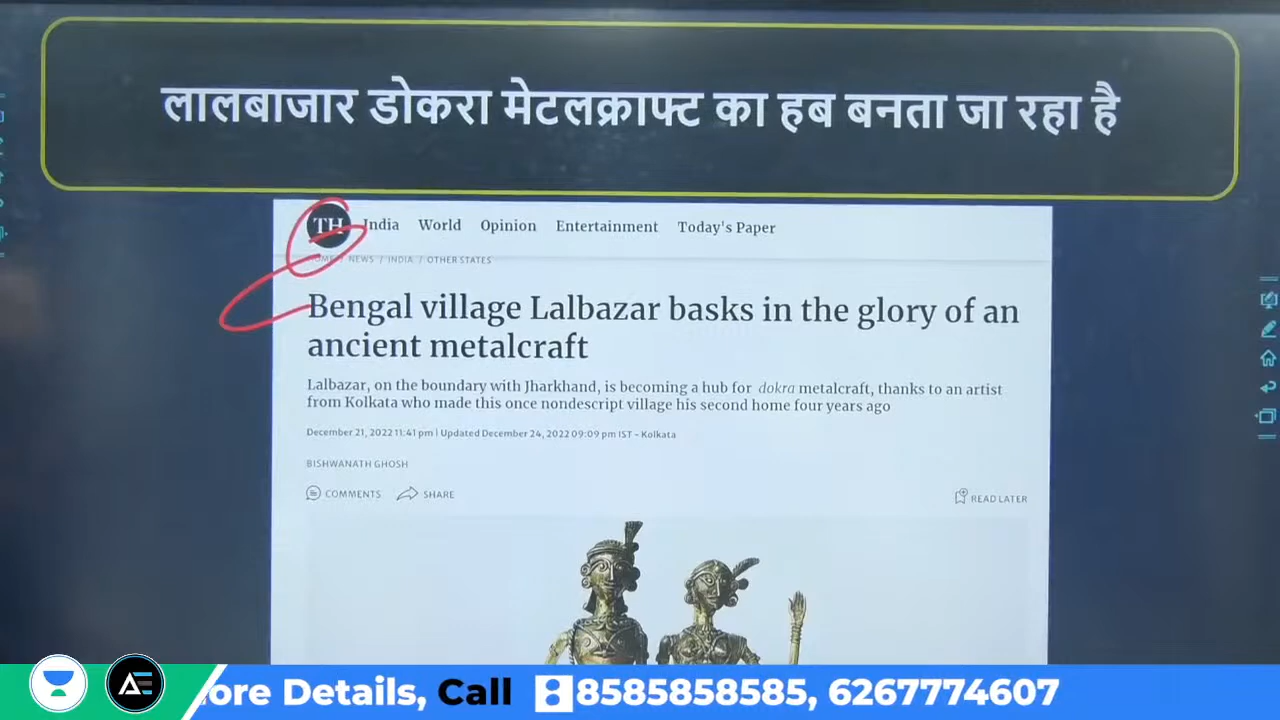 लालबाजार डोकरा मेटलक्राफ्ट का हब बनता जा रहा है
TH India World Opinion Entertainment Today's Paper
HOME / NEWS / INDIA / OTHER STATES
Bengal village Lalbazar basks in the glory of an
ancient metalcraft
Lalbazar, on the boundary with Jharkhand, is becoming a hub for dokra metalcraft, thanks to an artist
from Kolkata who made this once nondescript village his second home four years ago
December 21, 2022 11:41 pm | Updated December 24, 2022 09:09 pm IST - Kolkata
BISHWANATH GHOSH
COMMENTS SHARE READ LATER
ore Details, Call 8585858585, 6267774607